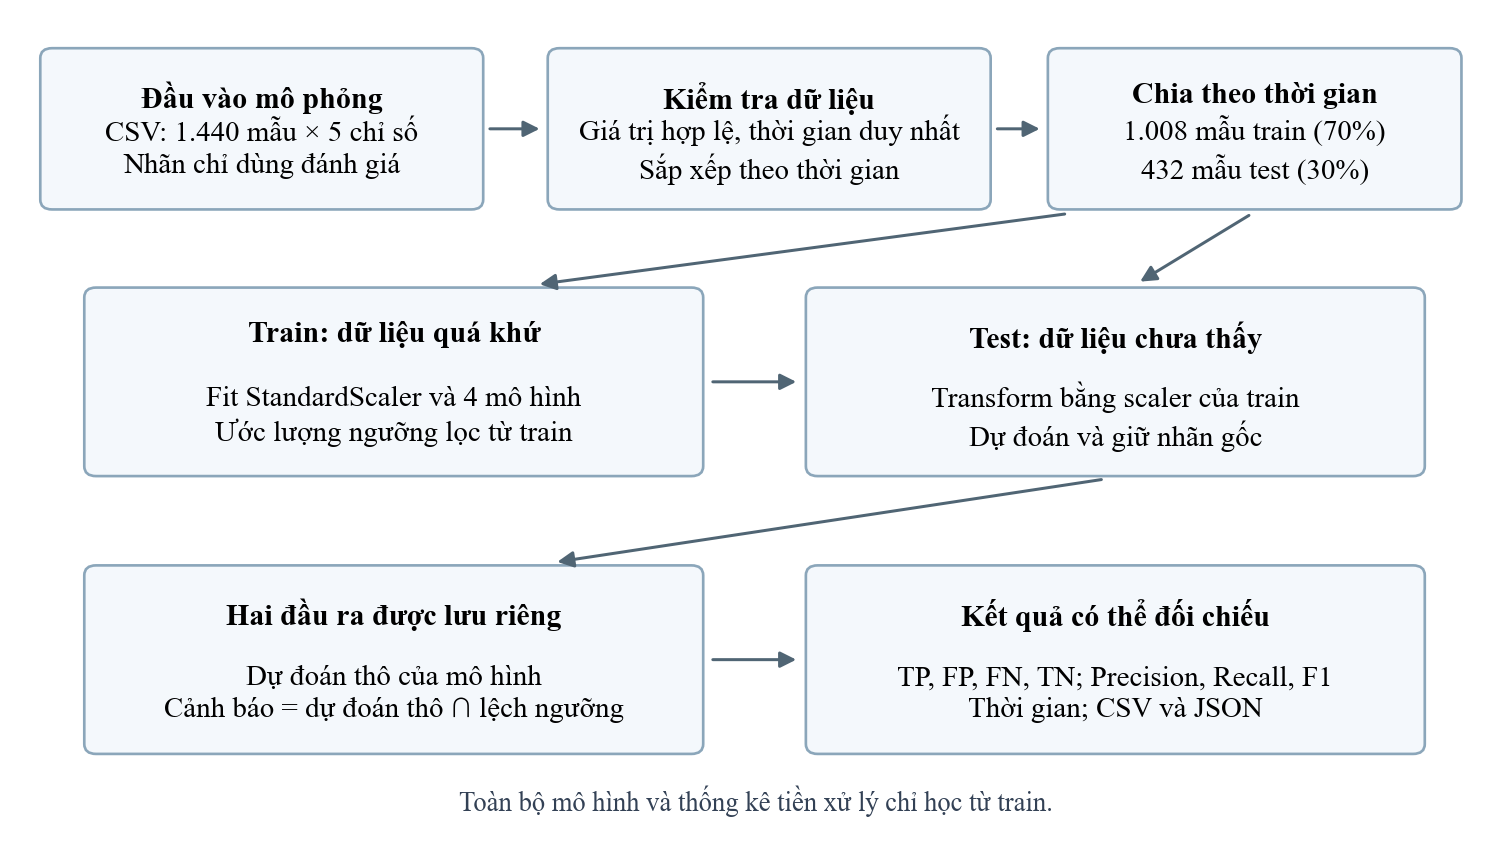 Đầu vào mô phỏng
CSV: 1.440 mẫu × 5 chỉ số
Nhãn chỉ dùng đánh giá
Kiểm tra dữ liệu
Giá trị hợp lệ, thời gian duy nhất
Sắp xếp theo thời gian
Chia theo thời gian
1.008 mẫu train (70%)
432 mẫu test (30%)
Train: dữ liệu quá khứ
Fit StandardScaler và 4 mô hình
Ước lượng ngưỡng lọc từ train
Test: dữ liệu chưa thấy
Transform bằng scaler của train
Dự đoán và giữ nhãn gốc
Hai đầu ra được lưu riêng
Dự đoán thô của mô hình
Cảnh báo = dự đoán thô ∩ lệch ngưỡng
Kết quả có thể đối chiếu
TP, FP, FN, TN; Precision, Recall, F1
Thời gian; CSV và JSON
Toàn bộ mô hình và thống kê tiền xử lý chỉ học từ train.